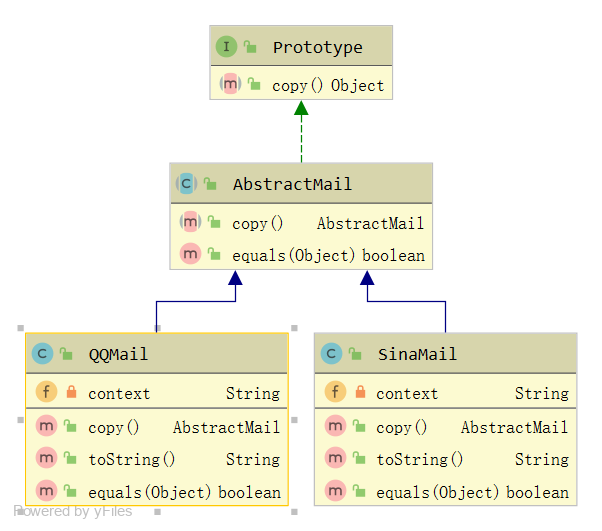 Prototype
copy() Object
AbstractMail
copy() AbstractMail
equals(Object) boolean
QQMail
context String
copy() AbstractMail
toString() String
equals(Object) boolean
SinaMail
context String
copy() AbstractMail
toString() String
equals(Object) boolean
Powered by yFiles